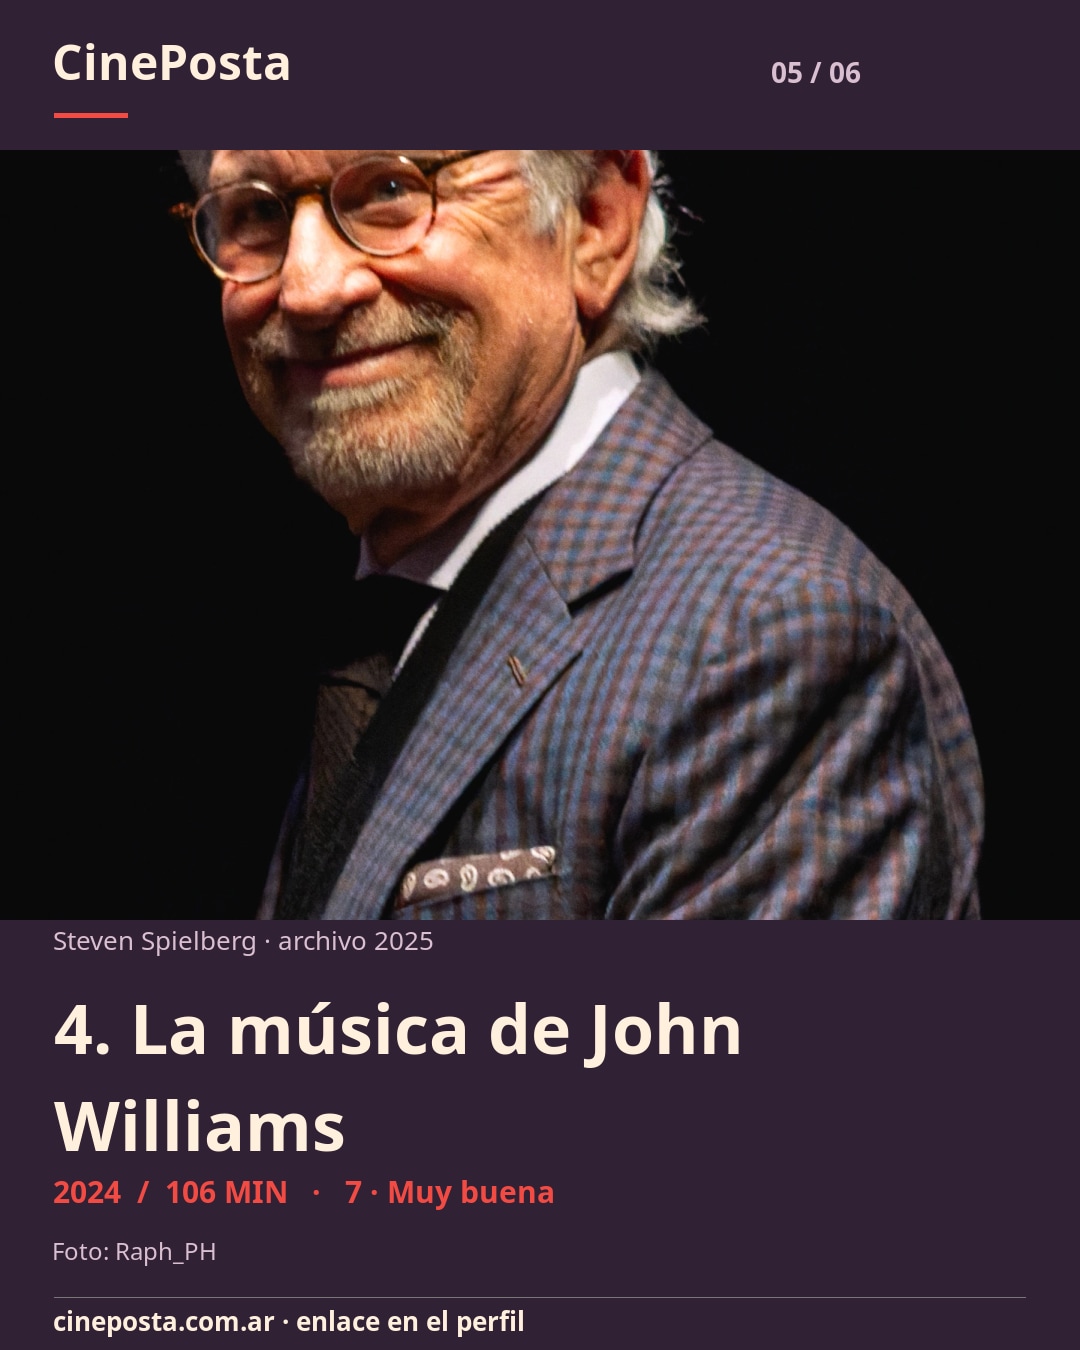 CinePosta
05 / 06
Steven Spielberg · archivo 2025
4. La música de John
Williams
2024 / 106 MIN · 7 · Muy buena
Foto: Raph_PH
cineposta.com.ar · enlace en el perfil